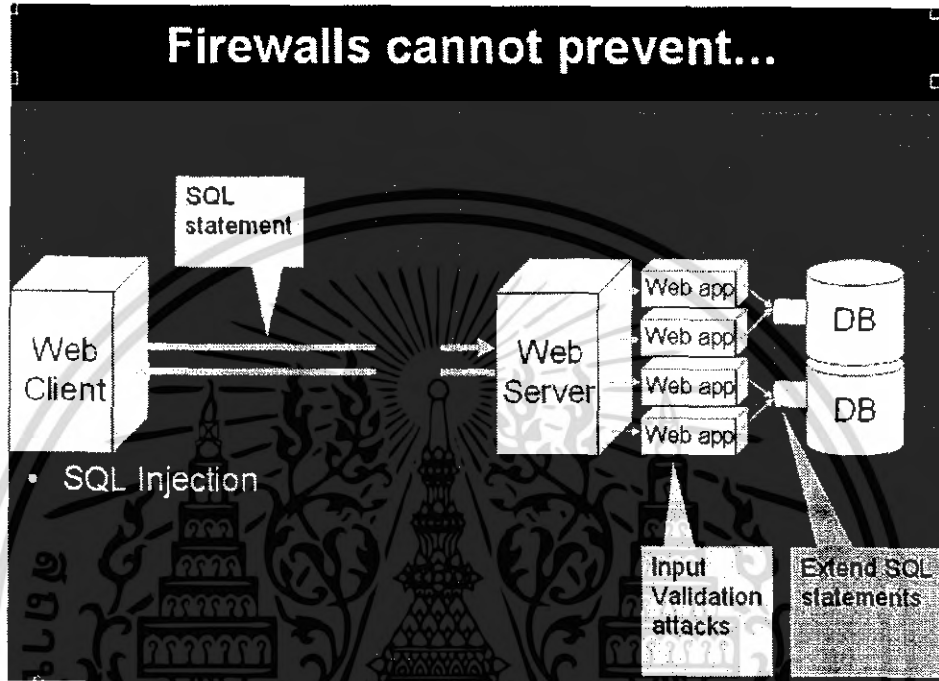 Firewalls cannot prevent...
SQL
statement
Web
Client
Web
Server
Web app
Web app
Web app
Web app
DB
DB
• SQL Injection
Input
Validation
attacks
Extend SQL
statements